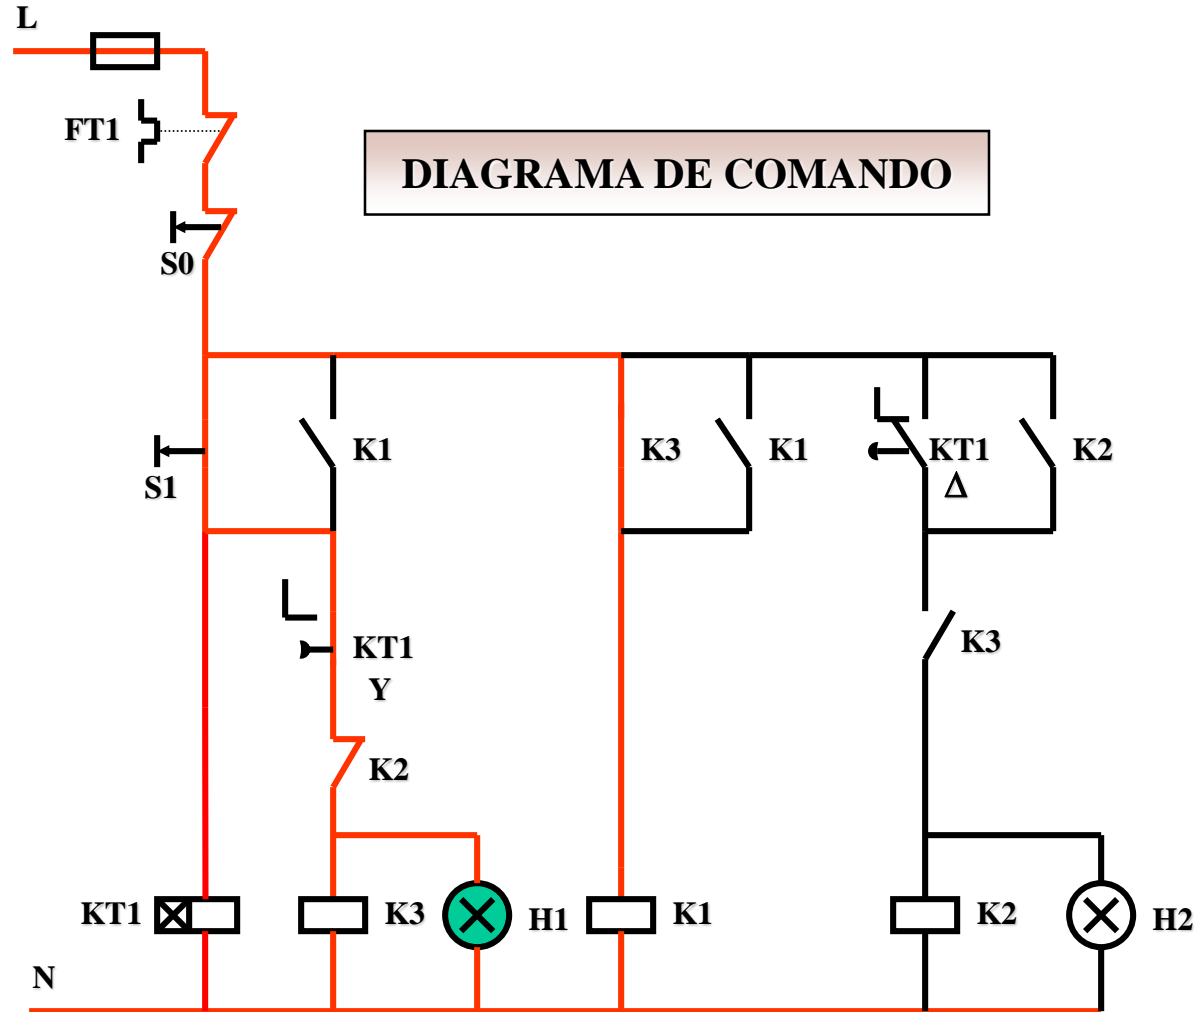 L
FT1
DIAGRAMA DE COMANDO
S0
K1
K3
K1
KT1
K2
S1
Δ
KT1
K3
Y
K2
KT1
K3
H1
K1
K2
H2
N